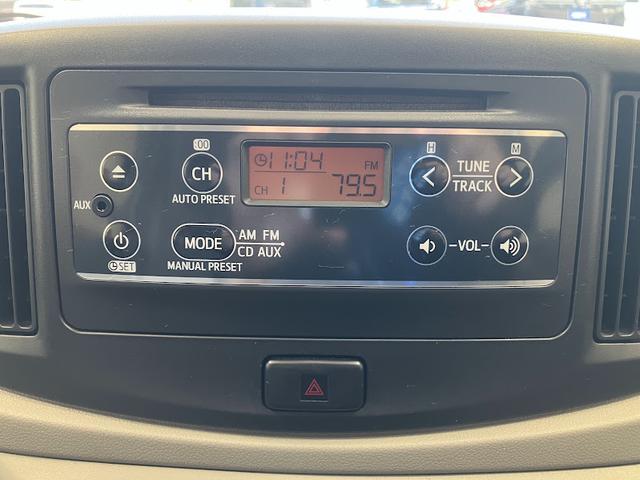 :00
H
M
CH
11:04
FM
TUNE
TRACK
CH 1 79.5
AUX
AUTO PRESET
MODE
AM FM
CD AUX
VOL
SET
MANUAL PRESET